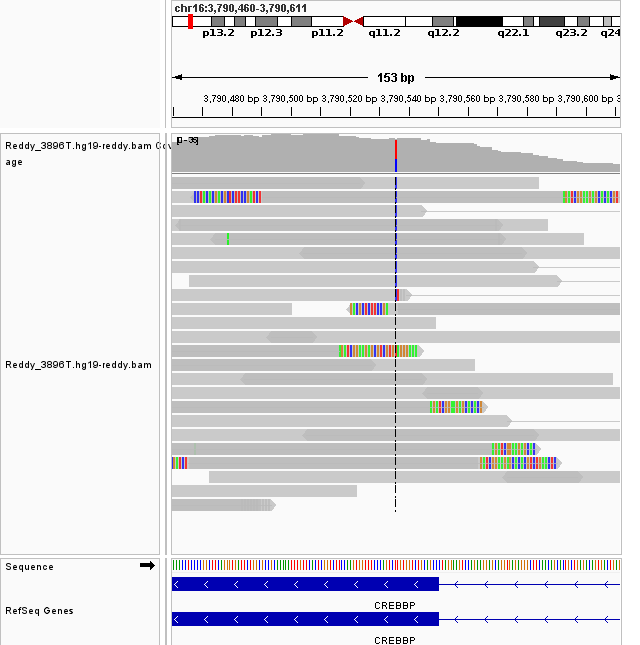 chr16:3,790,460-3,790,611
p13.2 p12.3 p11.2 q11.2 q12.2 q22.1 q23.2 q24
153 bp
3,790,480 bp 3,790,500 bp 3,790,520 bp 3,790,540 bp 3,790,560 bp 3,790,580 bp 3,790,600 bp 3
Reddy_3896T.hg19-reddy.bam Cov
age
Reddy_3896T.hg19-reddy.bam
Sequence
CREBBP
RefSeq Genes
CREBBP